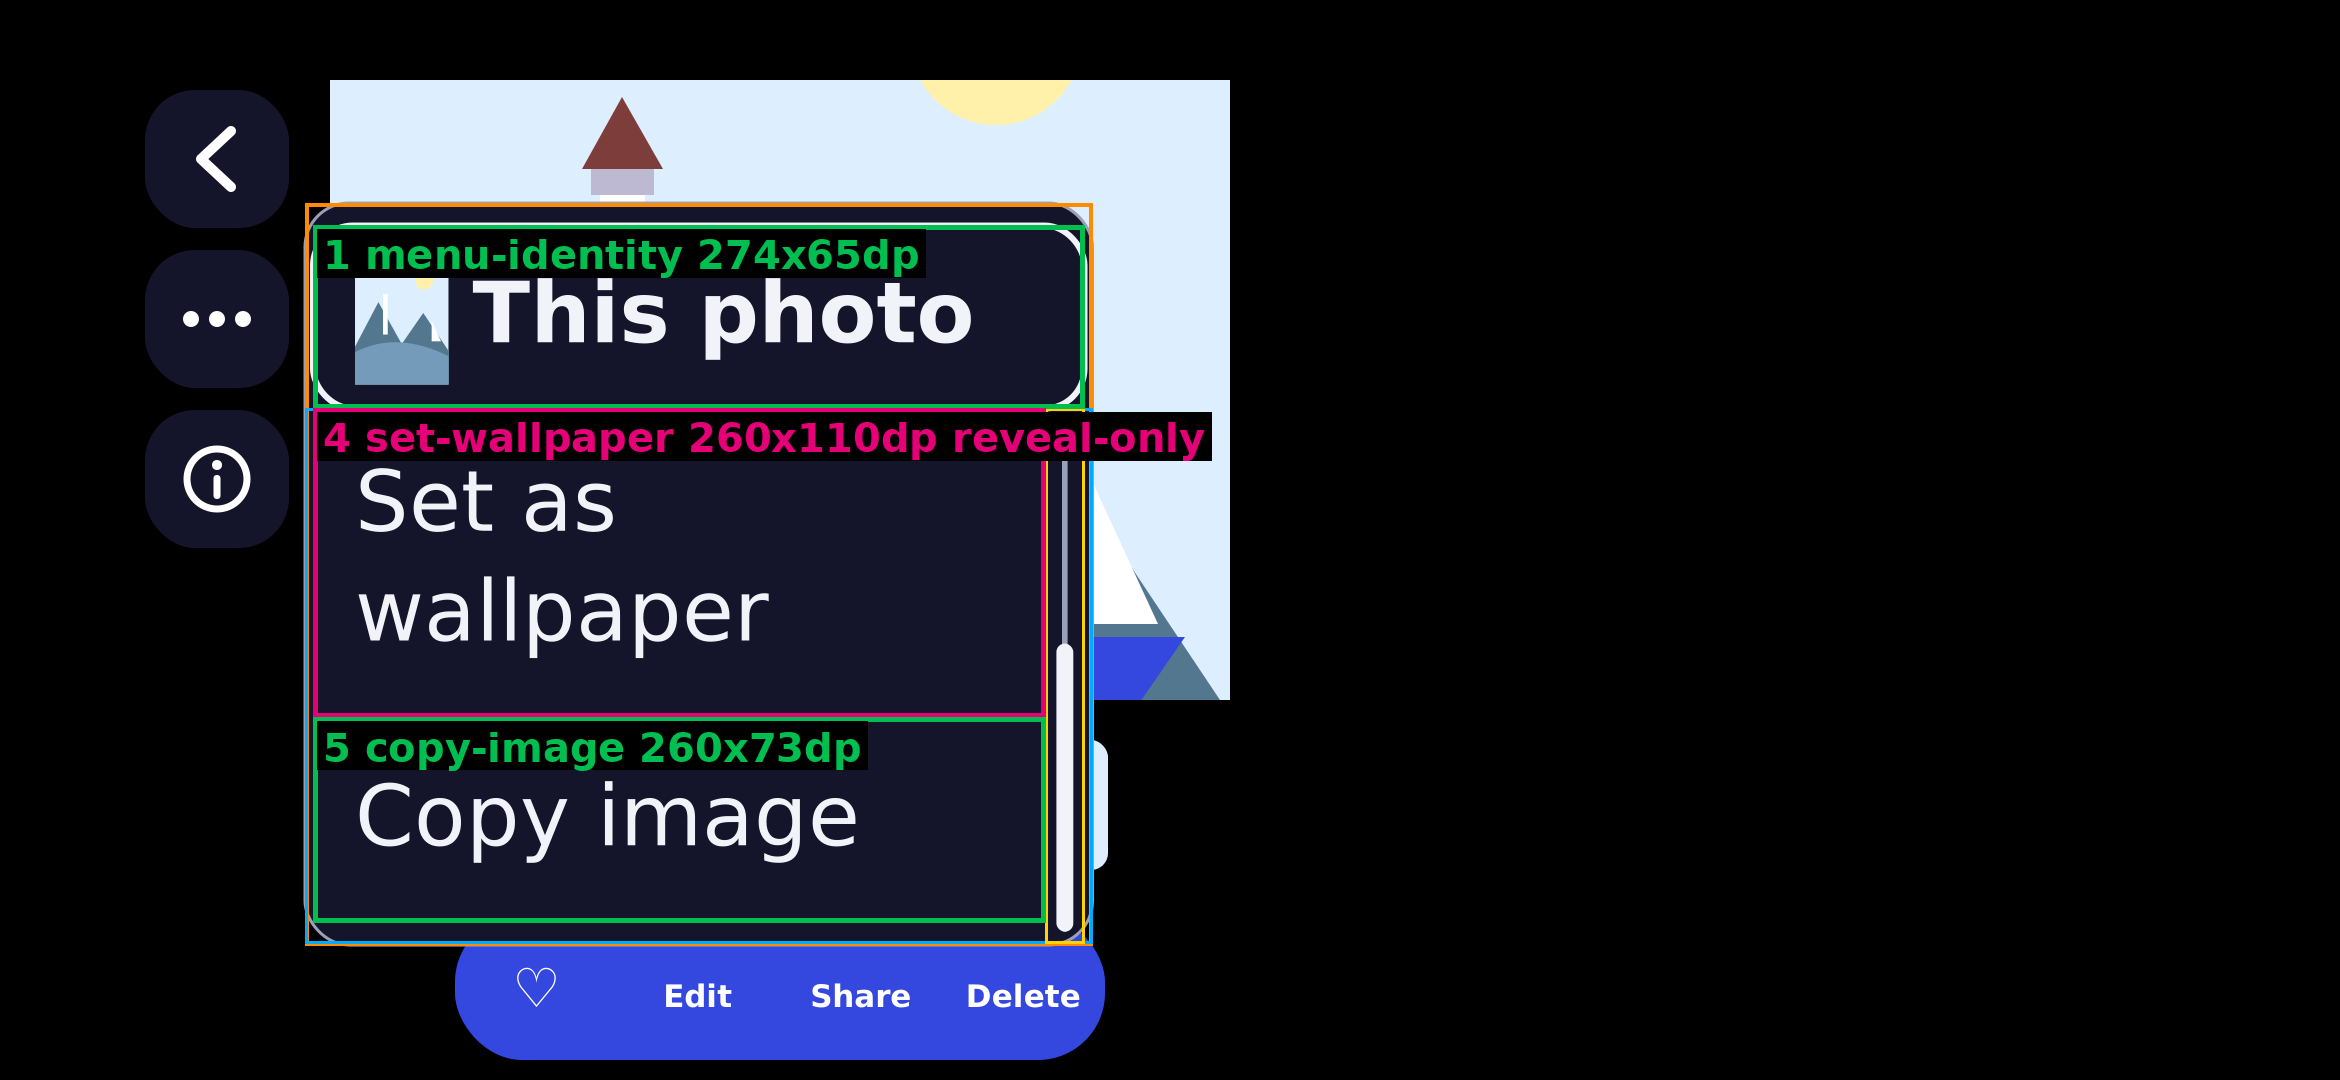 1 menu-identity 274x65dp
This photo
4 set-wallpaper 260x110dp reveal-only
Set as
wallpaper
5 copy-image 260x73dp
Copy image
♡ Edit Share Delete